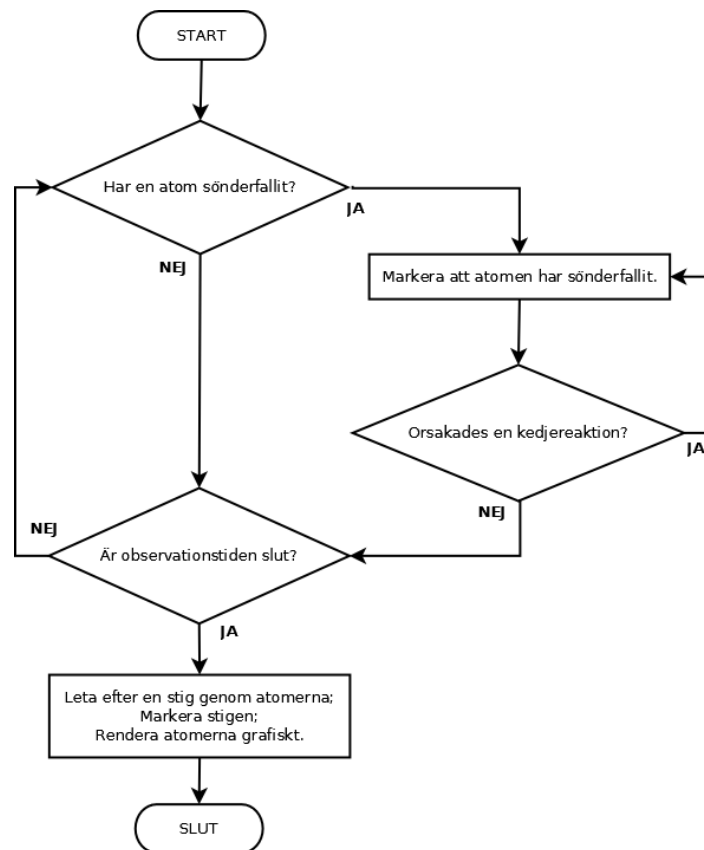 START
Har en atom sönderfallit?
JA
NEJ
Markera att atomen har sönderfallit.
Orsakades en kedjereaktion?
JA
NEJ
NEJ
Är observationstiden slut?
JA
Leta efter en stig genom atomerna;
Markera stigen;
Rendera atomerna grafiskt.
SLUT